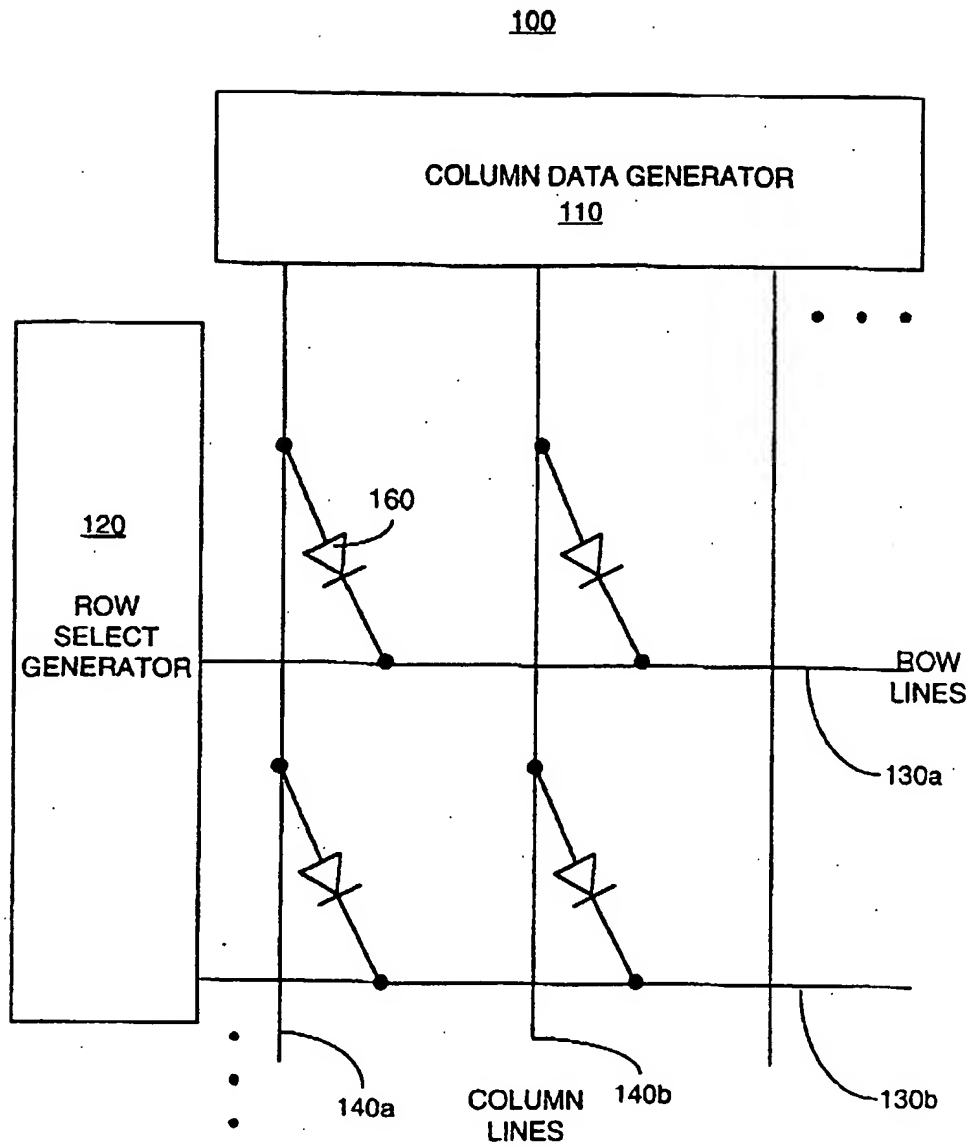 100
COLUMN DATA GENERATOR
110
160
120
ROW
SELECT
GENERATOR
ROW
LINES
130a
140a
COLUMN
LINES
140b
130b